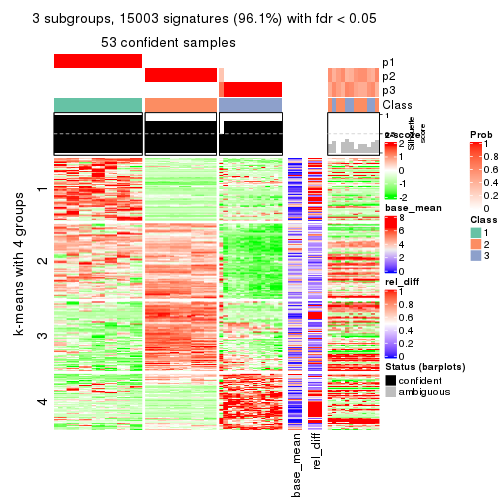 3 subgroups, 15003 signatures (96.1%) with fdr < 0.05
53 confident samples
p1
p2
p3
Class
1
Silhouette
score
k-means with 4 groups
1
2
3
4
base_mean
rel_diff
z-score
2
1
0
-1
-2
base_mean
8
6
4
2
0
rel_diff
1
0.8
0.6
0.4
0.2
0
Status (barplots)
confident
ambiguous
Prob
1
0.8
0.6
0.4
0.2
0
Class
1
2
3